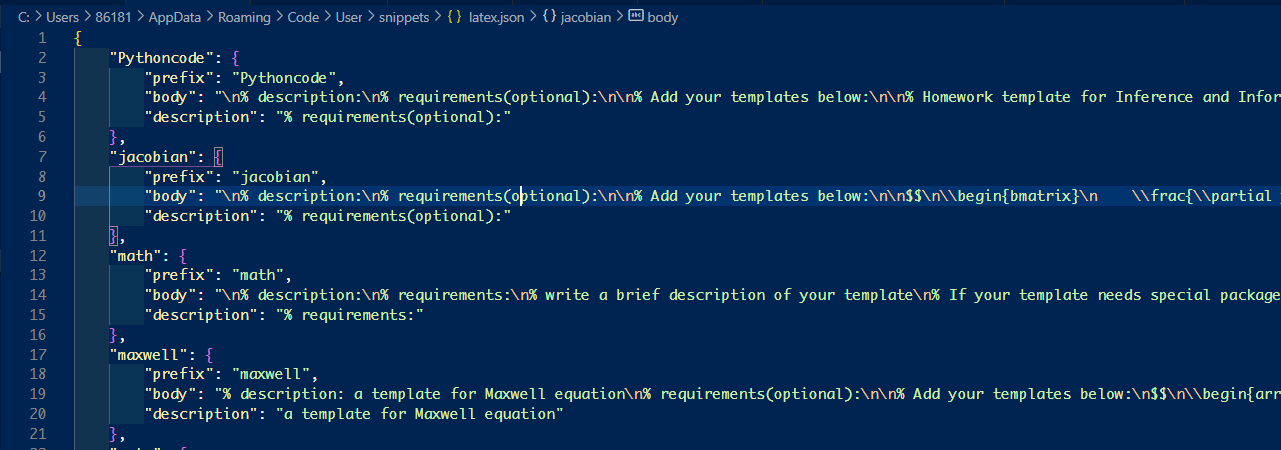 C: > Users > 86181 > AppData > Roaming > Code > User > snippets > {} latex.json > {} jacobian > abc body
1 {
2 "Pythoncode": {
3 "prefix": "Pythoncode",
4 "body": "\n% description:\n% requirements(optional):\n\n% Add your templates below:\n\n% Homework template for Inference and Infor
5 "description": "% requirements(optional):"
6 },
7 "jacobian": {
8 "prefix": "jacobian",
9 "body": "\n% description:\n% requirements(optional):\n\n% Add your templates below:\n\n$$\n\\begin{bmatrix}\n    \\frac{\\partial
10 "description": "% requirements(optional):"
11 },
12 "math": {
13 "prefix": "math",
14 "body": "\n% description:\n% requirements:\n% write a brief description of your template\n% If your template needs special package
15 "description": "% requirements:"
16 },
17 "maxwell": {
18 "prefix": "maxwell",
19 "body": "% description: a template for Maxwell equation\n% requirements(optional):\n\n% Add your templates below:\n$$\n\\begin{arr
20 "description": "a template for Maxwell equation"
21 },